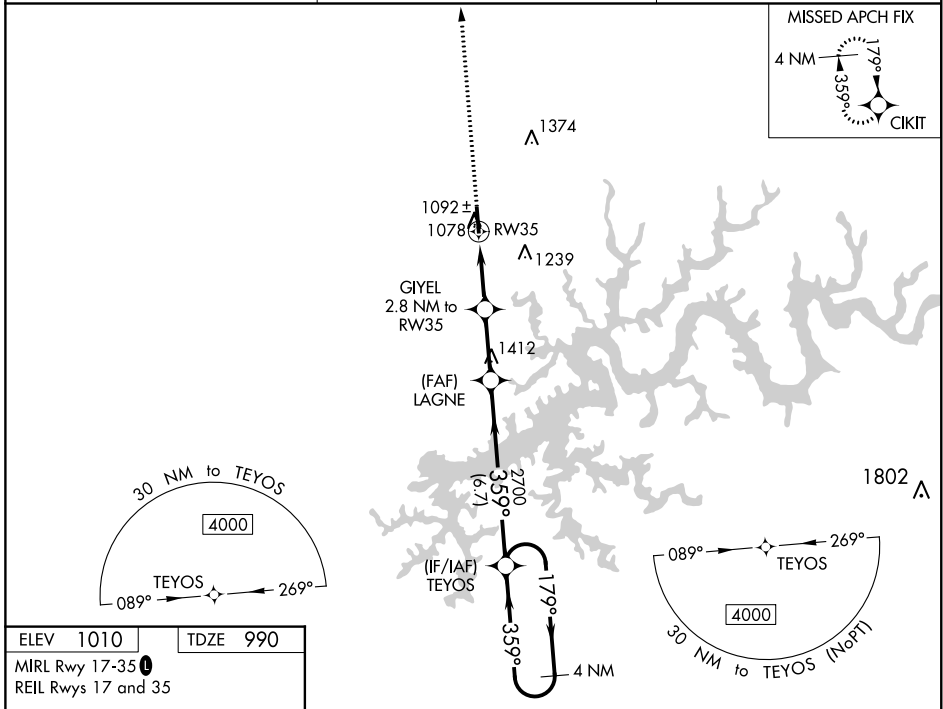 MISSED APCH FIX
4 NM
179°
359°
CIKIT
1374
1092 ±
1078
RW35
1239
GIYEL
2.8 NM to
RW35
1412
(FAF)
LAGNE
2700
359°
(6.7)
1802
30 NM to TEYOS
4000
TEYOS
089°
269°
(IF/IAF)
TEYOS
179°
359°
4 NM
089°
269°
TEYOS
4000
30 NM to TEYOS (NoPT)
ELEV 1010
TDZE 990
MIRL Rwy 17-35 L
REIL Rwys 17 and 35